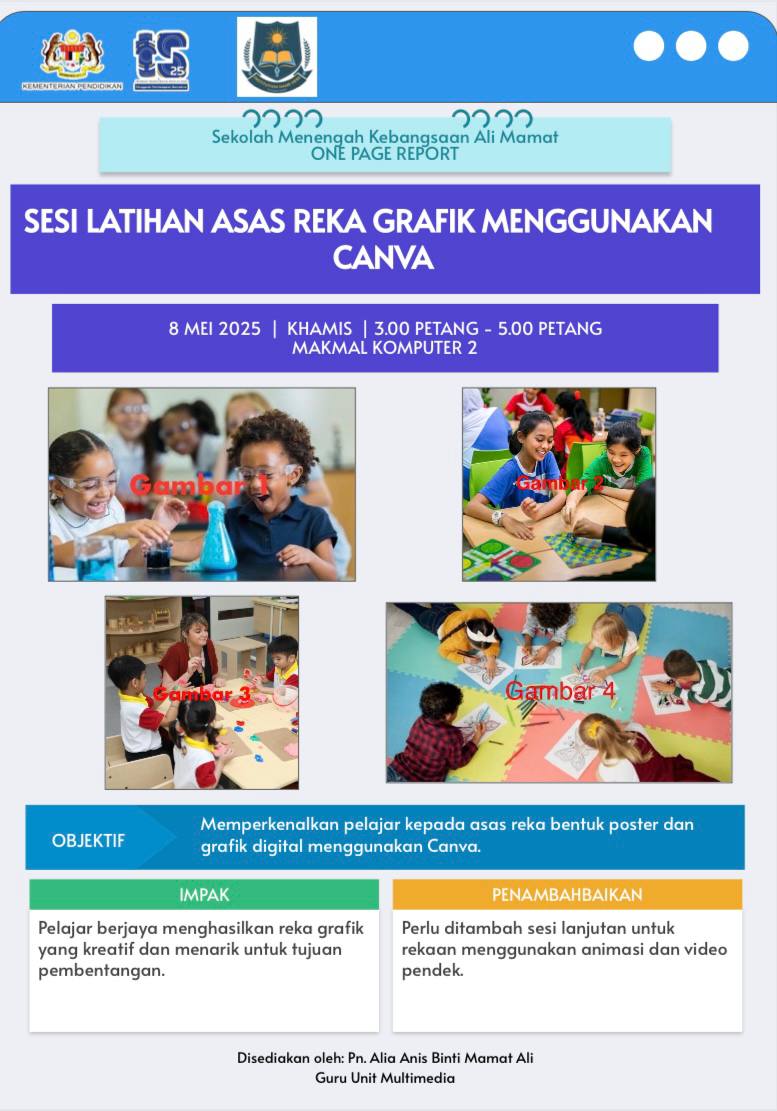 KEMENTERIAN PENDIDIKAN
25
Sekolah Menengah Kebangsaan Ali Mamat
ONE PAGE REPORT
SESI LATIHAN ASAS REKA GRAFIK MENGGUNAKAN
CANVA
8 MEI 2025 | KHAMIS | 3.00 PETANG - 5.00 PETANG
MAKMAL KOMPUTER 2
Gambar 1
Gambar 2
Gambar 3
Gambar 4
OBJEKTIF
Memperkenalkan pelajar kepada asas reka bentuk poster dan
grafik digital menggunakan Canva.
IMPAK
Pelajar berjaya menghasilkan reka grafik
yang kreatif dan menarik untuk tujuan
pembentangan.
PENAMBAHBAIKAN
Perlu ditambah sesi lanjutan untuk
rekaan menggunakan animasi dan video
pendek.
Disediakan oleh: Pn. Alia Anis Binti Mamat Ali
Guru Unit Multimedia